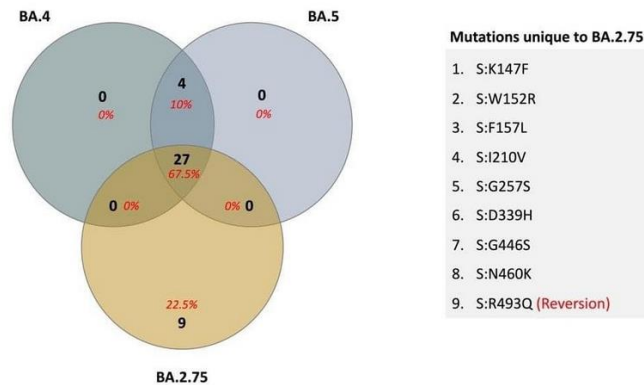 BA.4
BA.5
0
0%
4
10%
0
0%
27
67.5%
0 0%
0% 0
22.5%
9
BA.2.75
Mutations unique to BA.2.75
1. S:K147F
2. S:W152R
3. S:F157L
4. S:I210V
5. S:G257S
6. S:D339H
7. S:G446S
8. S:N460K
9. S:R493Q (Reversion)